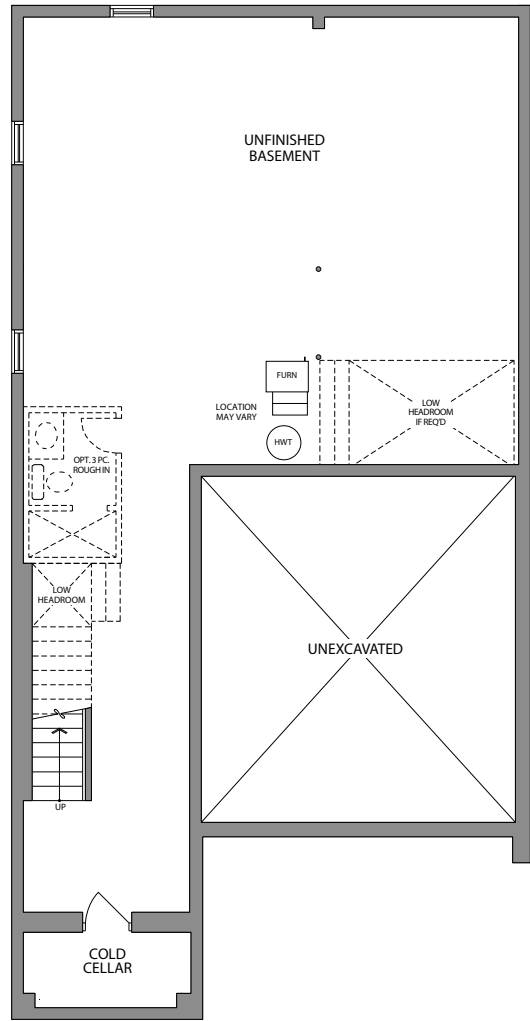 UNFINISHED
BASEMENT
FURN
LOCATION
MAY VARY
HWT
LOW
HEADROOM
IF REQ'D
OPT. 3 PC.
ROUGH IN
LOW
HEADROOM
UNEXCAVATED
UP
COLD
CELLAR